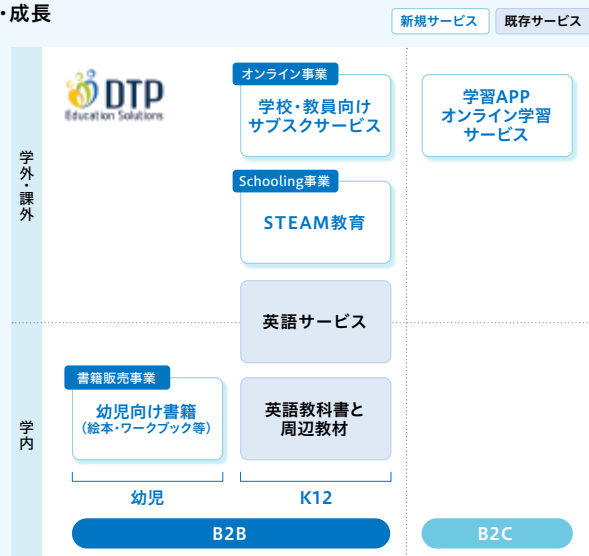 ・成長
新規サービス
既存サービス
DTP
Education Solutions
オンライン事業
学校・教員向け
サブスクサービス
学習APP
オンライン学習
サービス
学外・課外
Schooling事業
STEAM教育
英語サービス
書籍販売事業
幼児向け書籍
（絵本・ワークブック等）
英語教科書と
周辺教材
学内
幼児
K12
B2B
B2C